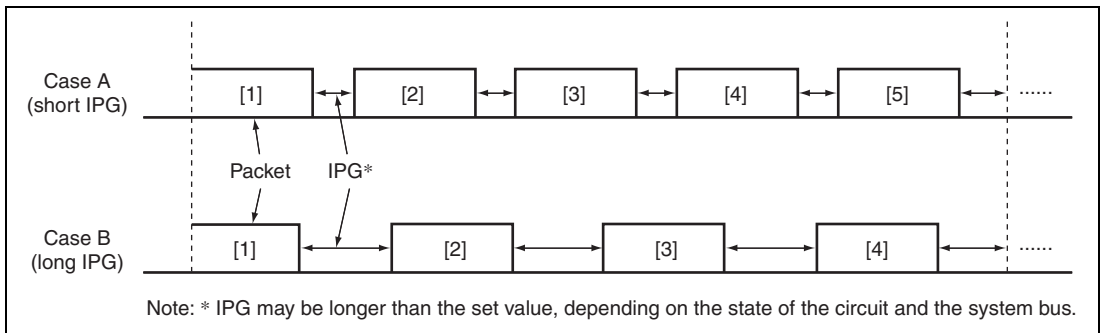 Case A
(short IPG)
[1]
[2]
[3]
[4]
[5]
......
Packet
IPG*
Case B
(long IPG)
[1]
[2]
[3]
[4]
......
Note: * IPG may be longer than the set value, depending on the state of the circuit and the system bus.